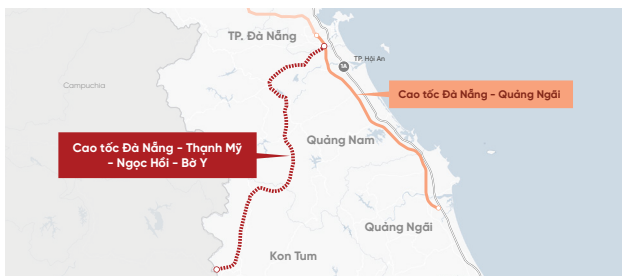 TP. Đà Nẵng
TP. Hội An
1A
Campuchia
Cao tốc Đà Nẵng - Quảng Ngãi
Quảng Nam
Cao tốc Đà Nẵng - Thạnh Mỹ
- Ngọc Hồi - Bờ Y
Quảng Ngãi
Kon Tum